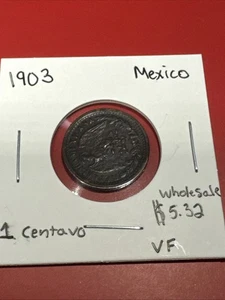 1903 Mexico
wholesale
$5.32
1 Centavo
VF